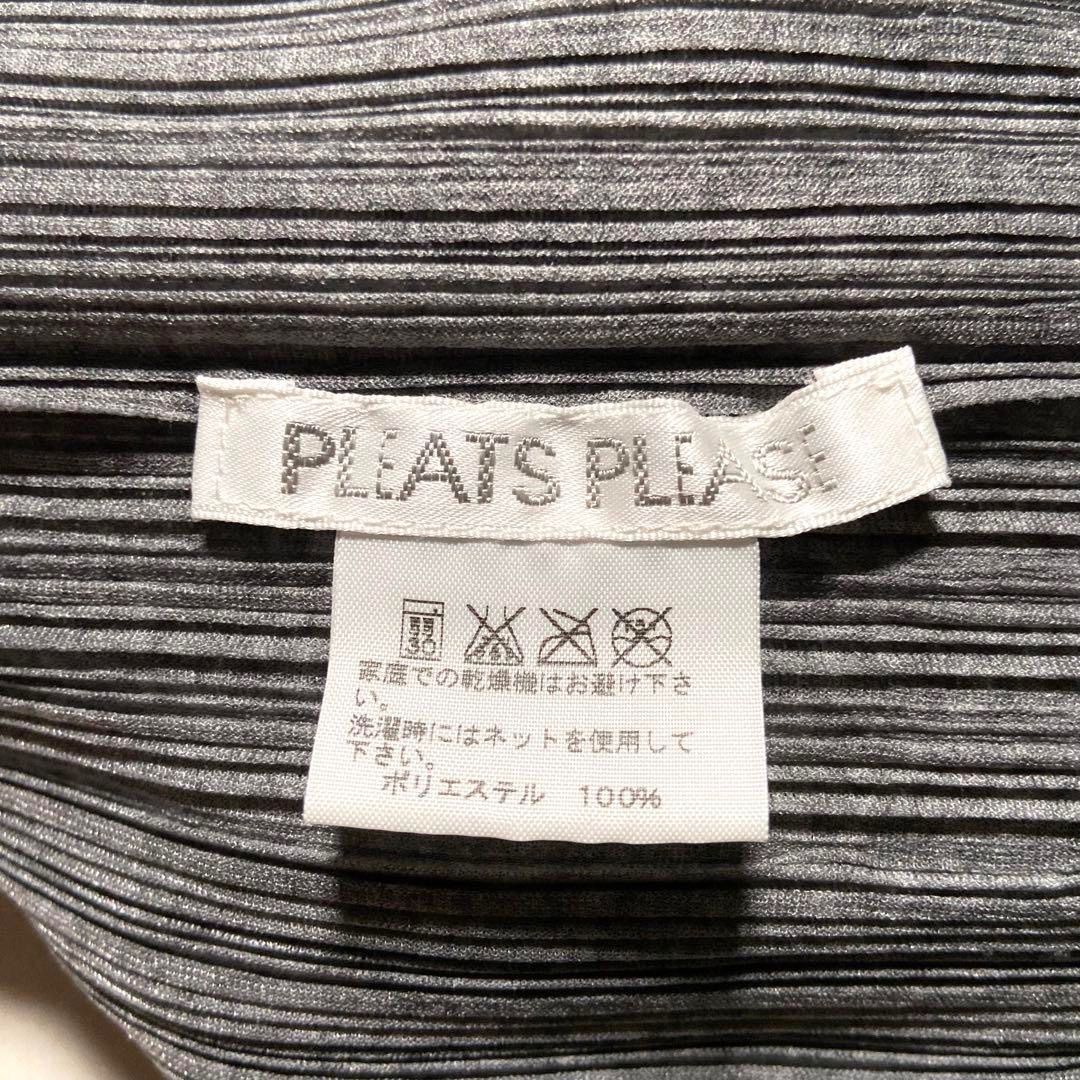 PLEATS PLEASE
30
家庭での乾燥機はお避け下さ
い。
洗濯時にはネットを使用して
下さい。
ポリエステル 100%